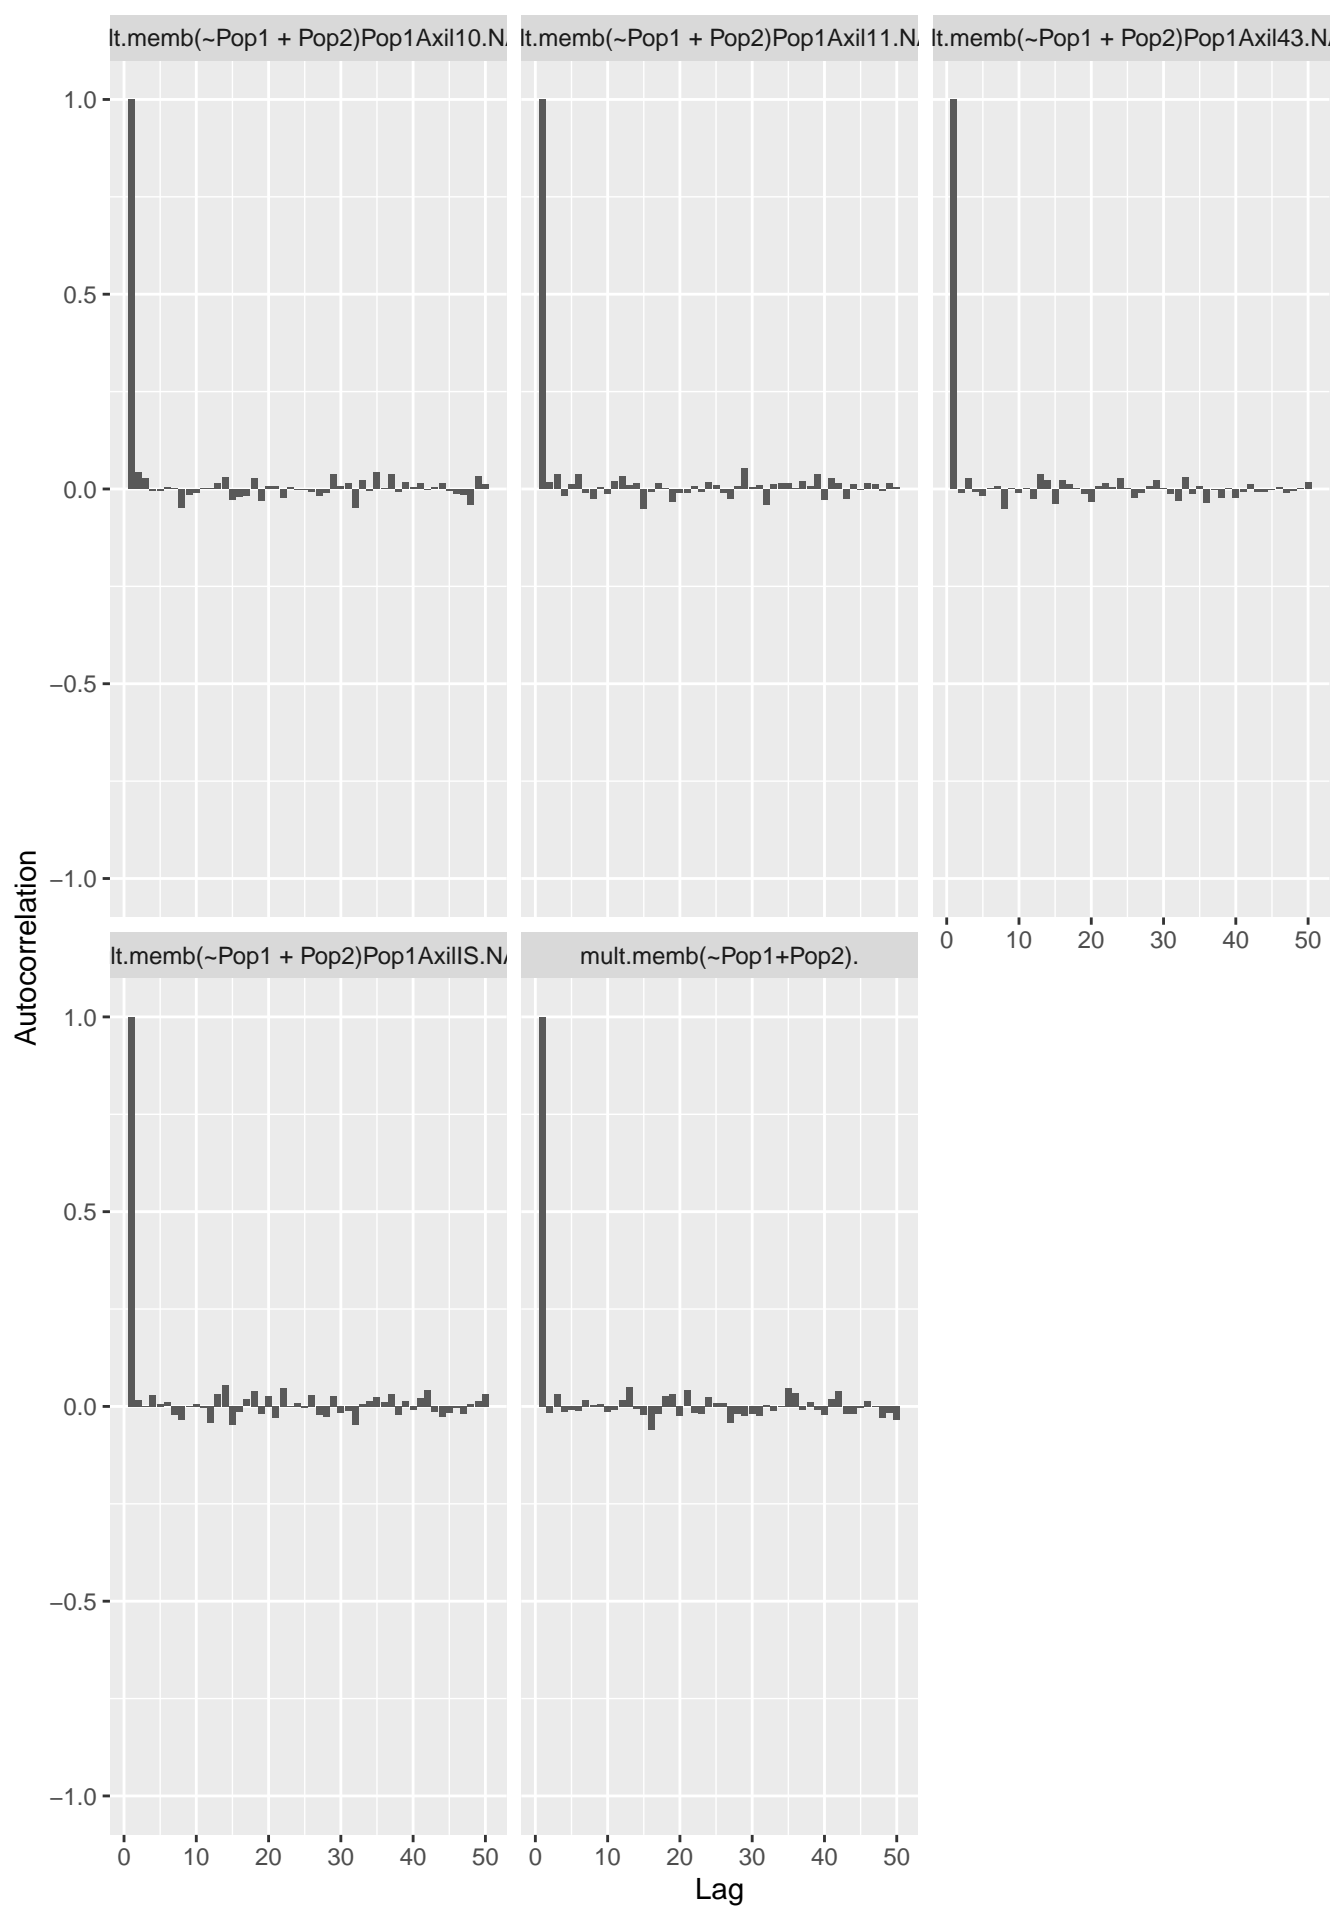 lt.memb(~Pop1 + Pop2)Pop1Axil10.N
lt.memb(~Pop1 + Pop2)Pop1Axil11.N
lt.memb(~Pop1 + Pop2)Pop1Axil43.N
1.0
0.5
0.0
−0.5
−1.0
0 10 20 30 40 50
Autocorrelation
lt.memb(~Pop1 + Pop2)Pop1AxilIS.N
mult.memb(~Pop1+Pop2).
1.0
0.5
0.0
−0.5
−1.0
0 10 20 30 40 50
0 10 20 30 40 50
Lag